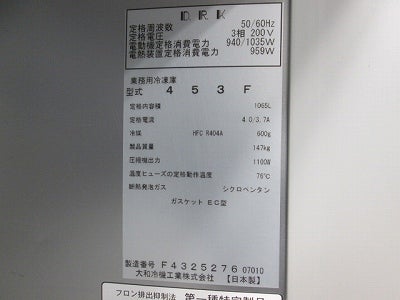 DRK
定格周波数 50/60Hz
定格電圧 3相 200V
電動機定格消費電力 940/1035W
電熱装置定格消費電力 959W
業務用冷凍庫
型式 453F
定格内容積 1065L
定格電流 4.0/3.7A
冷媒 HFC R404A 600g
製品質量 147kg
圧縮機出力 1100W
温度ヒューズの定格動作温度 76℃
断熱発泡ガス シクロペンタン
ガスケット EC型
製造番号 F4325276 07010
大和冷機工業株式会社 【日本製】
フロン排出抑制法 第一種特定製品